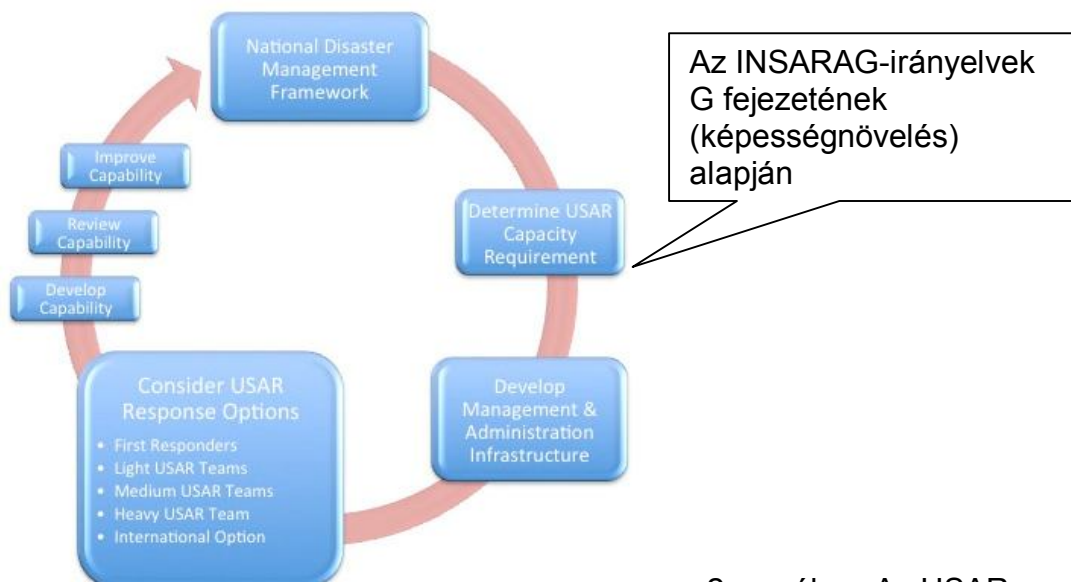 National Disaster
Management
Framework
Az INSARAG-irányelvek
G fejezetének
(képességnövelés)
alapján
Determine USAR
Capacity
Requirement
Develop
Management &
Administration
Infrastructure
Consider USAR
Response Options
• First Responders
• Light USAR Teams
• Medium USAR Teams
• Heavy USAR Team
• International Option
Develop
Capability
Review
Capability
Improve
Capability
Az USAR